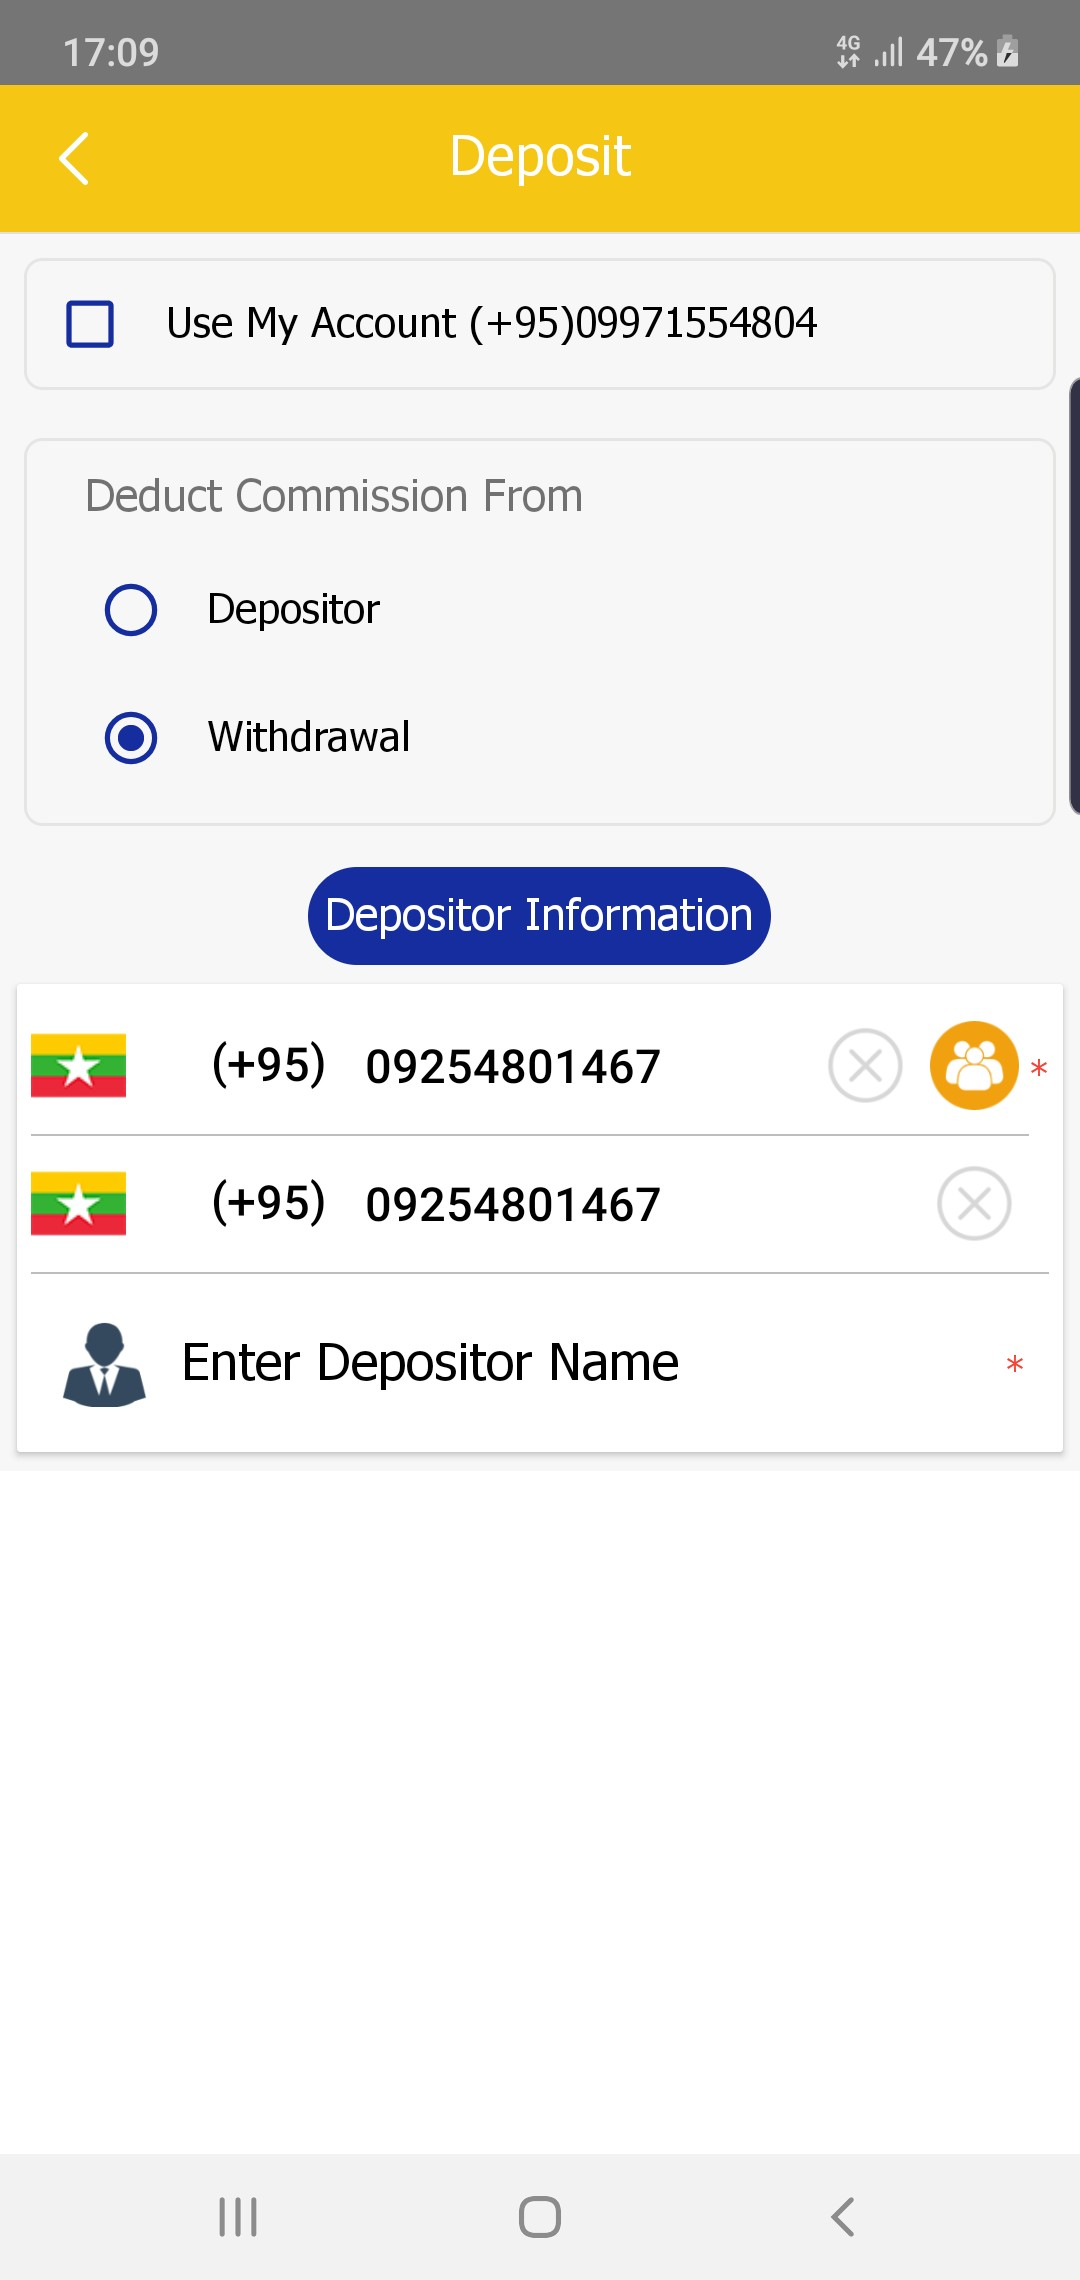 17:09
4G 47%
Deposit
Use My Account (+95)09971554804
Deduct Commission From
Depositor
Withdrawal
Depositor Information
(+95) 09254801467 *
(+95) 09254801467
Enter Depositor Name *